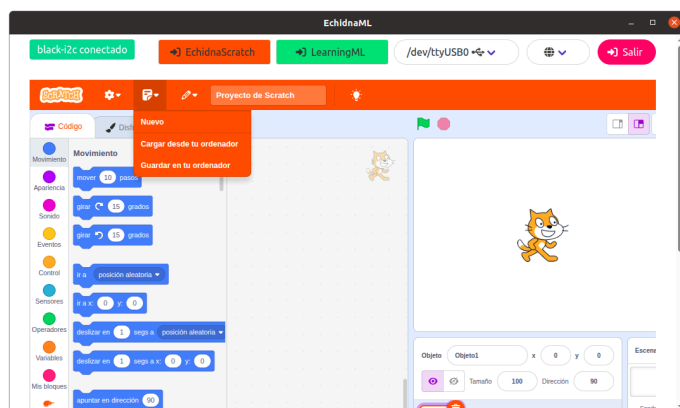 EchidnaML
black-i2c conectado
EchidnaScratch
LearningML
/dev/ttyUSB0
Salir
SCRATCH
Proyecto de Scratch
Nuevo
Cargar desde tu ordenador
Guardar en tu ordenador
Código
Movimiento
Movimiento
Apariencia
Sonido
Eventos
Control
Sensores
Operadores
Variables
Mis bloques
mover 10 pasos
girar 15 grados
girar 15 grados
ir a posición aleatoria
ir a x: 0 y: 0
deslizar en 1 segs a posición aleatoria
deslizar en 1 segs a x: 0 y: 0
apuntar en dirección 90
Objeto Objeto1 x 0 y 0
Tamaño 100 Dirección 90
Escena